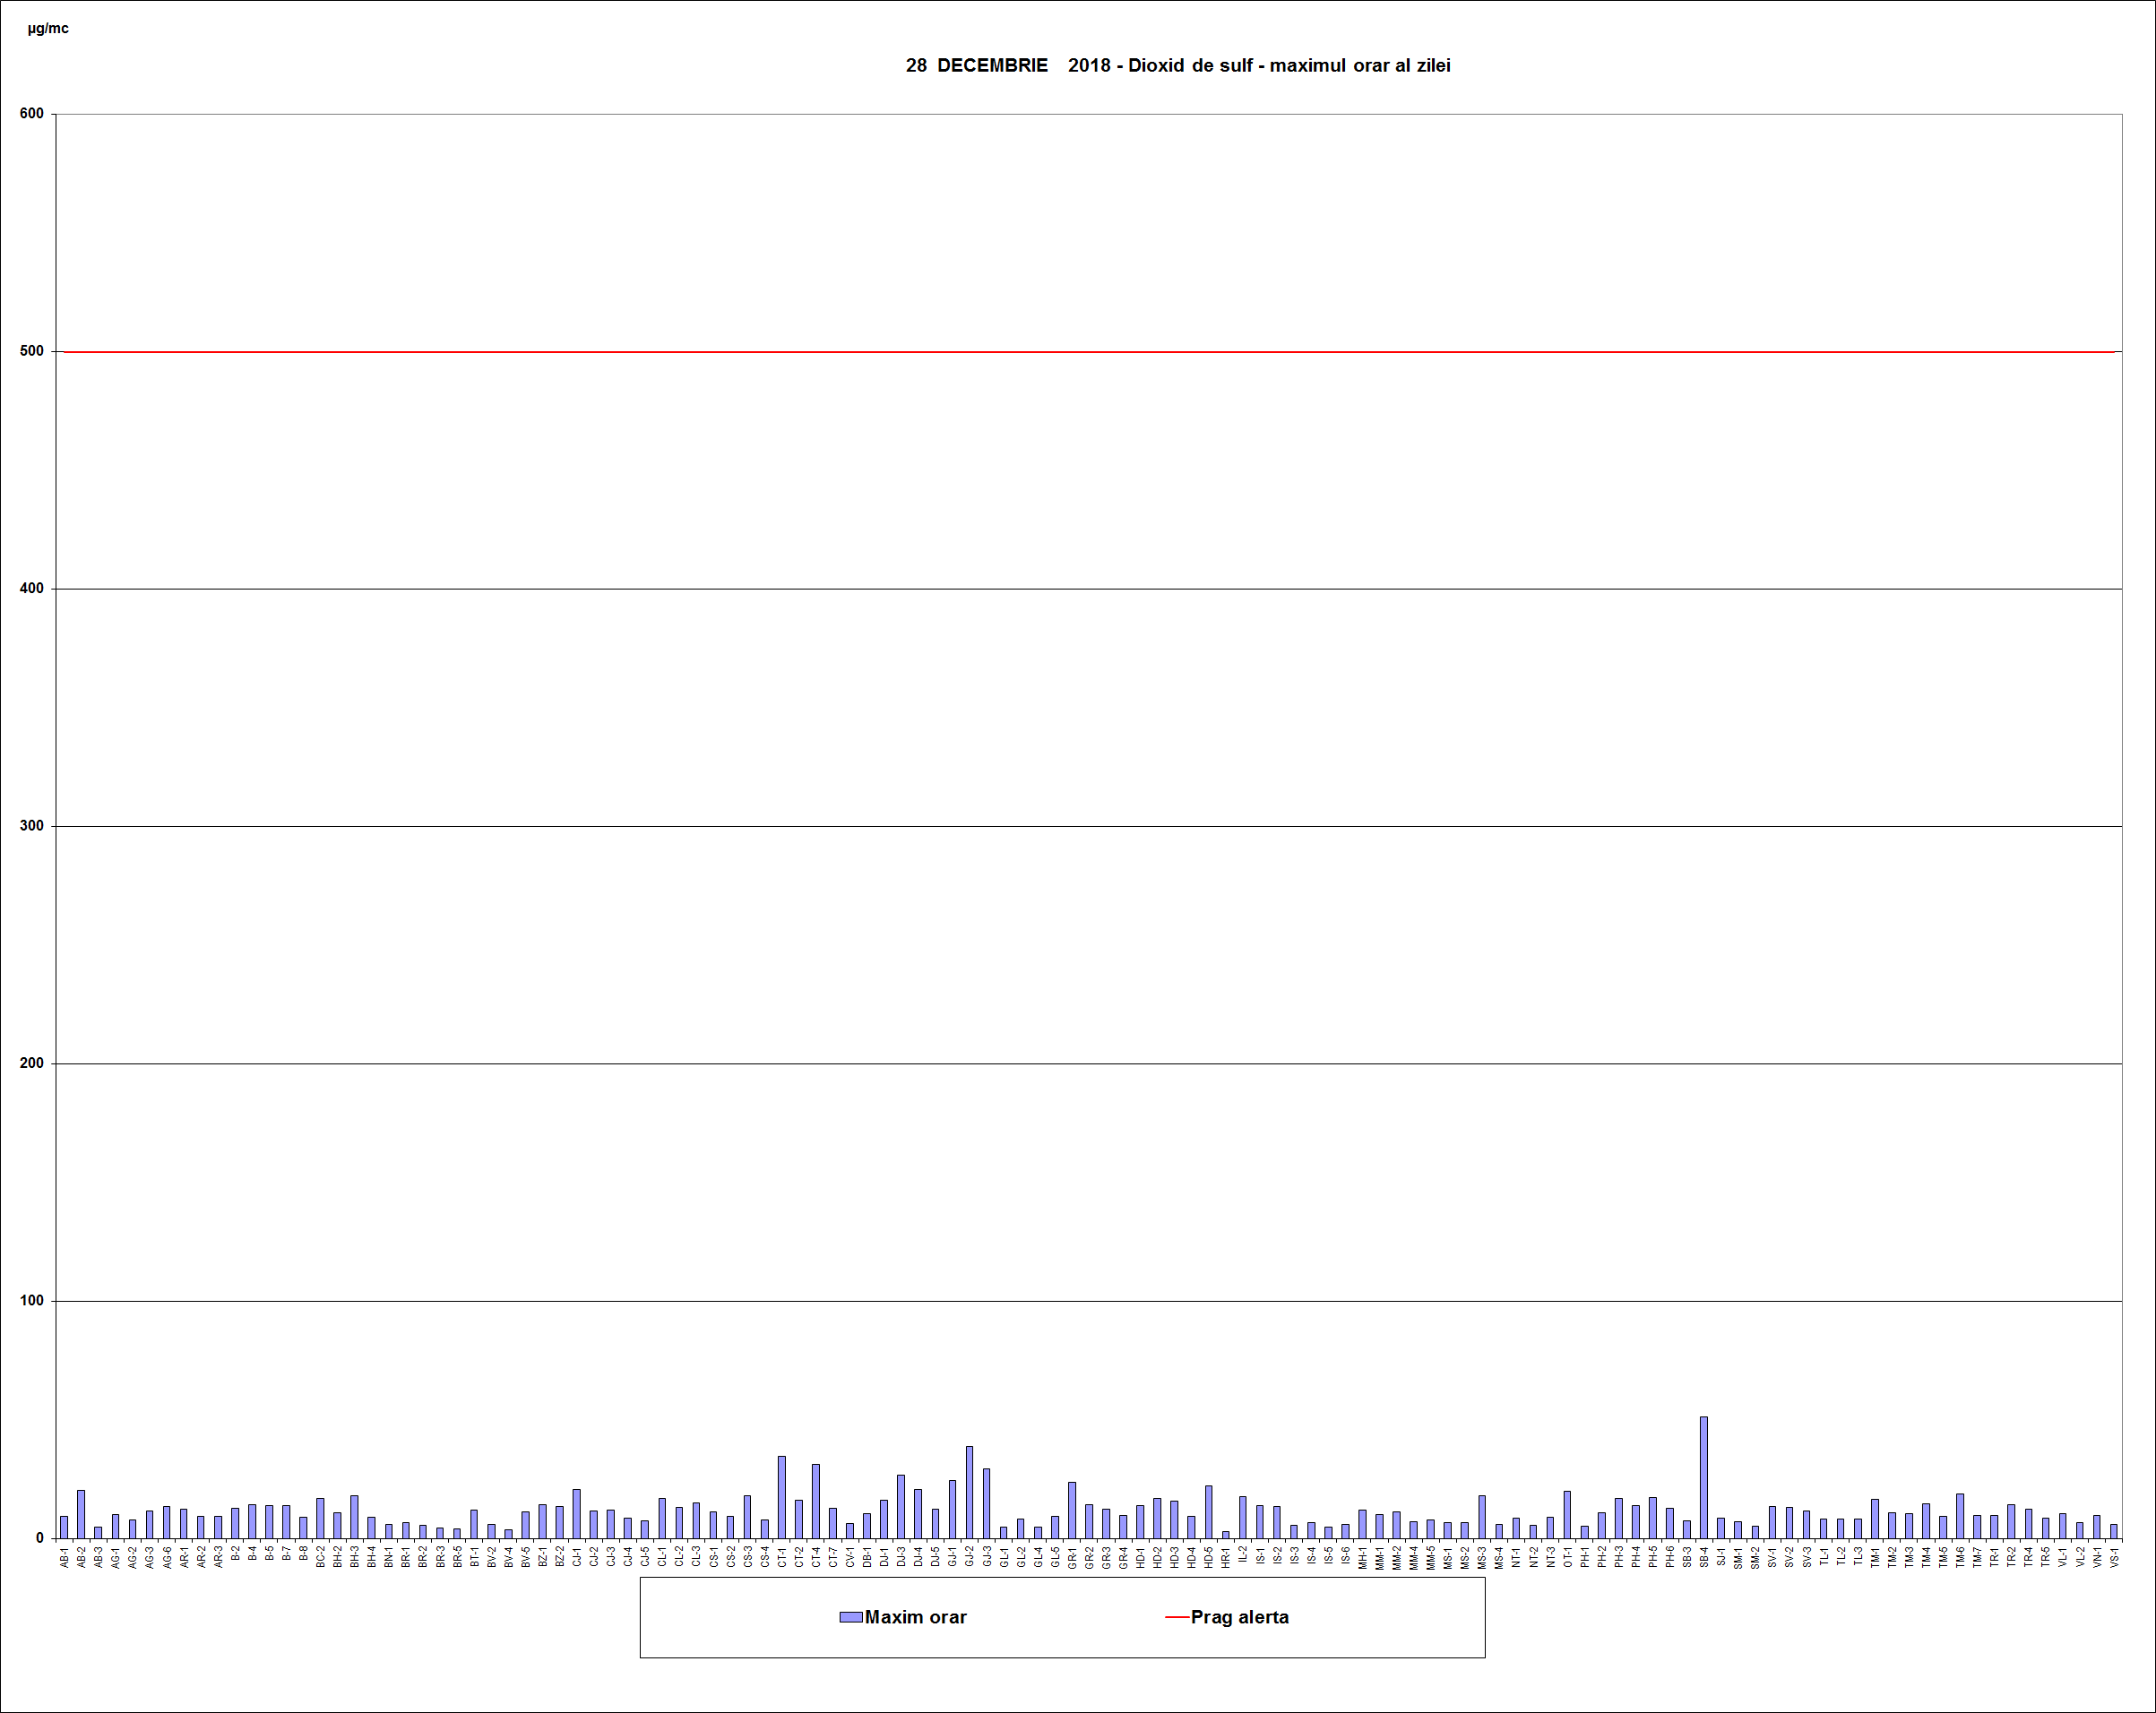 µg/mc
28 DECEMBRIE 2018 - Dioxid de sulf - maximul orar al zilei
600
500
400
300
200
100
0
AB-1 AB-2 AB-3 AG-1 AG-2 AG-3 AG-6 AR-1 AR-2 AR-3 B-2 B-4 B-5 B-7 B-8 BC-2 BH-2 BH-3 BH-4 BN-1 BR-1 BR-2 BR-3 BR-5 BT-1 BV-2 BV-4 BV-5 BZ-1 BZ-2 CJ-1 CJ-2 CJ-3 CJ-4 CJ-5 CL-1 CL-2 CL-3 CS-1 CS-2 CS-3 CS-4 CT-1 CT-2 CT-4 CT-7 CV-1 DB-1 DJ-1 DJ-3 DJ-4 DJ-5 GJ-1 GJ-2 GJ-3 GL-1 GL-2 GL-4 GL-5 GR-1 GR-2 GR-3 GR-4 HD-1 HD-2 HD-3 HD-4 HD-5 HR-1 IL-2 IS-1 IS-2 IS-3 IS-4 IS-5 IS-6 MH-1 MM-1 MM-2 MM-4 MM-5 MS-1 MS-2 MS-3 MS-4 NT-1 NT-2 NT-3 OT-1 PH-1 PH-2 PH-3 PH-4 PH-5 PH-6 SB-3 SB-4 SJ-1 SM-1 SM-2 SV-1 SV-2 SV-3 TL-1 TL-2 TL-3 TM-1 TM-2 TM-3 TM-4 TM-5 TM-6 TM-7 TR-1 TR-2 TR-4 TR-5 VL-1 VL-2 VN-1 VS-1
Maxim orar Prag alerta